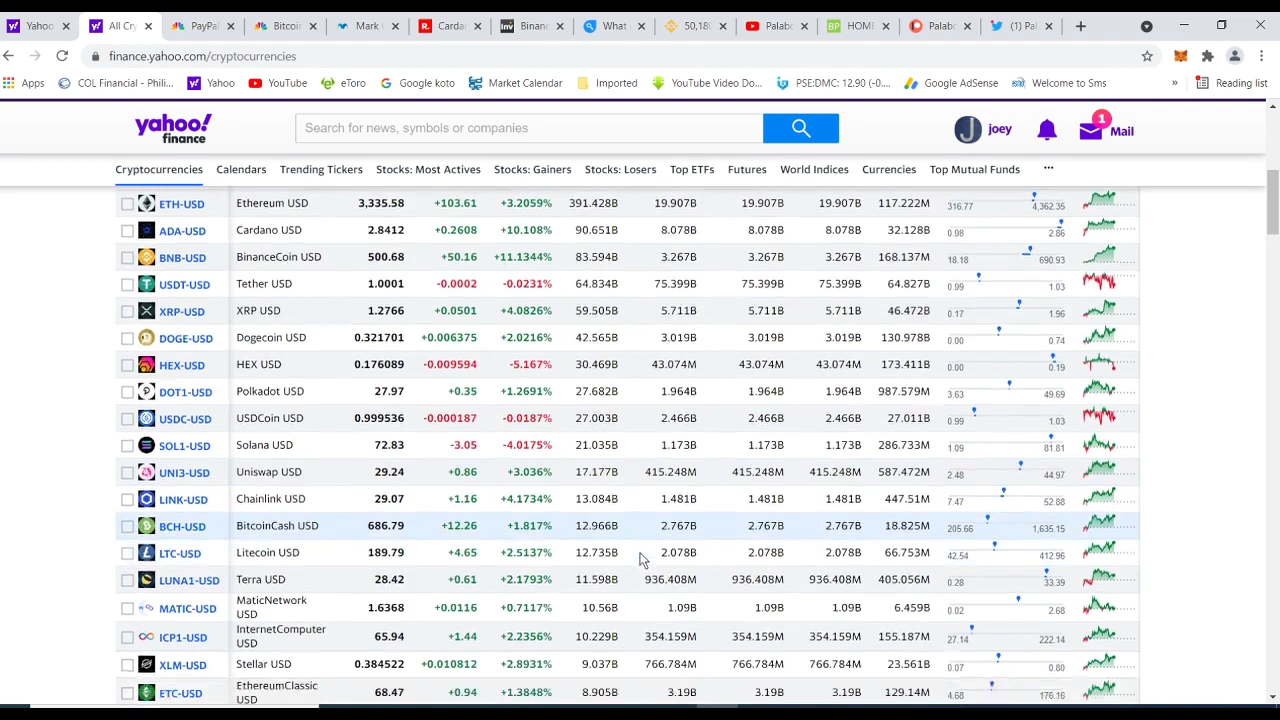 Yahoo
All Cry
PayPal
Bitcoin
Mark
Cardan
Binanc
What
50,19
Palab
HOME
Palabo
(1) Pal
finance.yahoo.com/cryptocurrencies
Apps COL Financial - Phili... Yahoo YouTube eToro Google koto Market Calendar Imported YouTube Video Do... PSE:DMC: 12.90 (-0.... Google AdSense Welcome to Sms » Reading list
yahoo! finance
Search for news, symbols or companies
J joey 1 Mail
Cryptocurrencies Calendars Trending Tickers Stocks: Most Actives Stocks: Gainers Stocks: Losers Top ETFs Futures World Indices Currencies Top Mutual Funds ...
ETH-USD Ethereum USD 3,335.58 +103.61 +3.2059% 391.428B 19.907B 19.907B 19.907B 117.222M 316.77 4,362.35
ADA-USD Cardano USD 2.8412 +0.2608 +10.108% 90.651B 8.078B 8.078B 8.078B 32.128B 0.98 2.86
BNB-USD BinanceCoin USD 500.68 +50.16 +11.1344% 83.594B 3.267B 3.267B 3.267B 168.137M 18.18 690.93
USDT-USD Tether USD 1.0001 -0.0002 -0.0231% 64.834B 75.399B 75.399B 75.399B 64.827B 0.99 1.03
XRP-USD XRP USD 1.2766 +0.0501 +4.0826% 59.505B 5.711B 5.711B 5.711B 46.472B 0.17 1.96
DOGE-USD Dogecoin USD 0.321701 +0.006375 +2.0216% 42.565B 3.019B 3.019B 3.019B 130.978B 0.00 0.74
HEX-USD HEX USD 0.176089 -0.009594 -5.167% 30.469B 43.074M 43.074M 43.074M 173.411B 0.00 0.19
DOT1-USD Polkadot USD 27.97 +0.35 +1.2691% 27.682B 1.964B 1.964B 1.964B 987.579M 3.63 49.69
USDC-USD USDCoin USD 0.999536 -0.000187 -0.0187% 27.003B 2.466B 2.466B 2.466B 27.011B 0.99 1.03
SOL1-USD Solana USD 72.83 -3.05 -4.0175% 21.035B 1.173B 1.173B 1.173B 286.733M 1.09 81.81
UNI3-USD Uniswap USD 29.24 +0.86 +3.036% 17.177B 415.248M 415.248M 415.248M 587.472M 2.48 44.97
LINK-USD Chainlink USD 29.07 +1.16 +4.1734% 13.084B 1.481B 1.481B 1.481B 447.51M 7.47 52.88
BCH-USD BitcoinCash USD 686.79 +12.26 +1.817% 12.966B 2.767B 2.767B 2.767B 18.825M 205.66 1,635.15
LTC-USD Litecoin USD 189.79 +4.65 +2.5137% 12.735B 2.078B 2.078B 2.078B 66.753M 42.54 412.96
LUNA1-USD Terra USD 28.42 +0.61 +2.1793% 11.598B 936.408M 936.408M 936.408M 405.056M 0.28 33.39
MATIC-USD MaticNetwork USD 1.6368 +0.0116 +0.7117% 10.56B 1.09B 1.09B 1.09B 6.459B 0.02 2.68
ICP1-USD InternetComputer USD 65.94 +1.44 +2.2356% 10.229B 354.159M 354.159M 354.159M 155.187M 27.14 222.14
XLM-USD Stellar USD 0.384522 +0.010812 +2.8931% 9.037B 766.784M 766.784M 766.784M 23.561B 0.07 0.80
ETC-USD EthereumClassic USD 68.47 +0.94 +1.3848% 8.905B 3.19B 3.19B 3.19B 129.14M 4.68 176.16